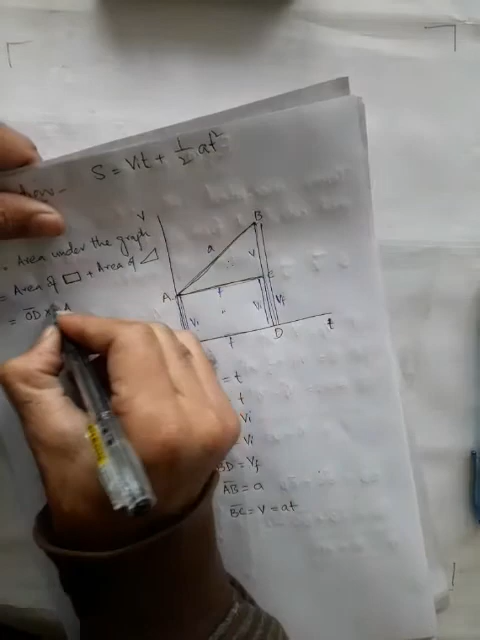 S = Vit + 1/2 at²
Area under the graph
= Area of ▭ + Area of △
= OD x
V
B
a
V
A
t
C
Vi
Vi
Vf
t
D
t
= t
t
Vi
= Vi
BD = Vf
AB = a
BC = V = at